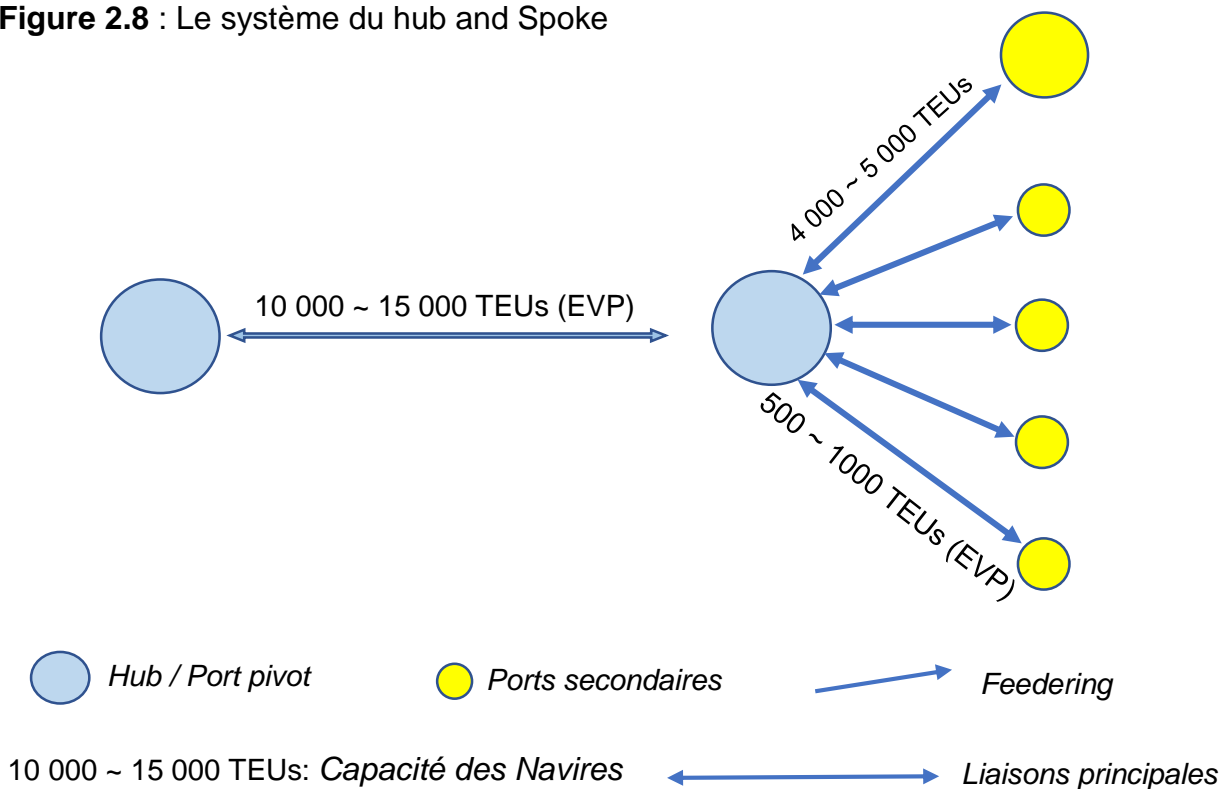 Figure 2.8 : Le système du hub and Spoke
4 000 ~ 5 000 TEUs
10 000 ~ 15 000 TEUs (EVP)
500 ~ 1000 TEUs (EVP)
Hub / Port pivot
Ports secondaires
Feedering
10 000 ~ 15 000 TEUs: Capacité des Navires
Liaisons principales